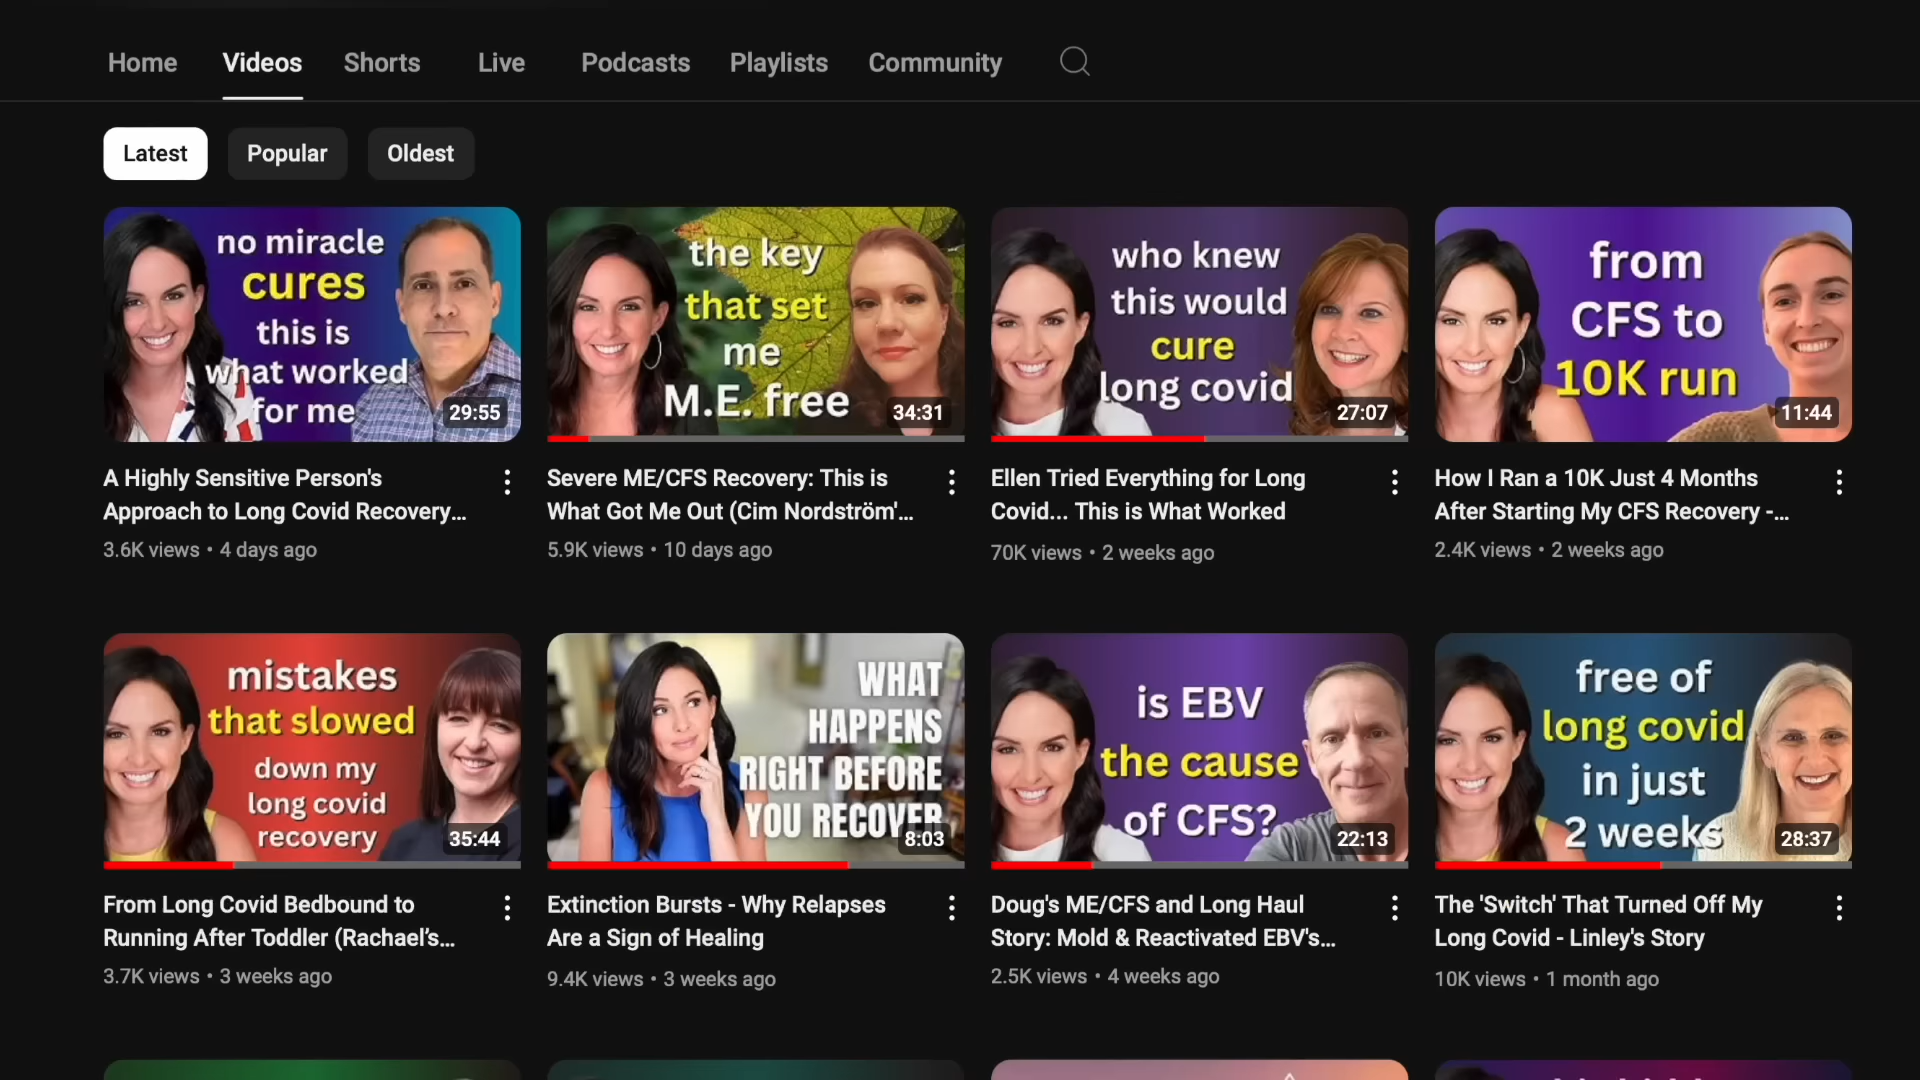 Home Videos Shorts Live Podcasts Playlists Community
Latest Popular Oldest
no miracle
cures
this is
what worked
for me
29:55
the key
that set
me
M.E. free
34:31
who knew
this would
cure
long covid
27:07
from
CFS to
10K run
11:44
A Highly Sensitive Person's
Approach to Long Covid Recovery...
3.6K views • 4 days ago
Severe ME/CFS Recovery: This is
What Got Me Out (Cim Nordström'...
5.9K views • 10 days ago
Ellen Tried Everything for Long
Covid... This is What Worked
70K views • 2 weeks ago
How I Ran a 10K Just 4 Months
After Starting My CFS Recovery -...
2.4K views • 2 weeks ago
mistakes
that slowed
down my
long covid
recovery
35:44
WHAT
HAPPENS
RIGHT BEFORE
YOU RECOVER
8:03
is EBV
the cause
of CFS?
22:13
free of
long covid
in just
2 weeks
28:37
From Long Covid Bedbound to
Running After Toddler (Rachael’s...
3.7K views • 3 weeks ago
Extinction Bursts - Why Relapses
Are a Sign of Healing
9.4K views • 3 weeks ago
Doug's ME/CFS and Long Haul
Story: Mold & Reactivated EBV's...
2.5K views • 4 weeks ago
The 'Switch' That Turned Off My
Long Covid - Linley's Story
10K views • 1 month ago